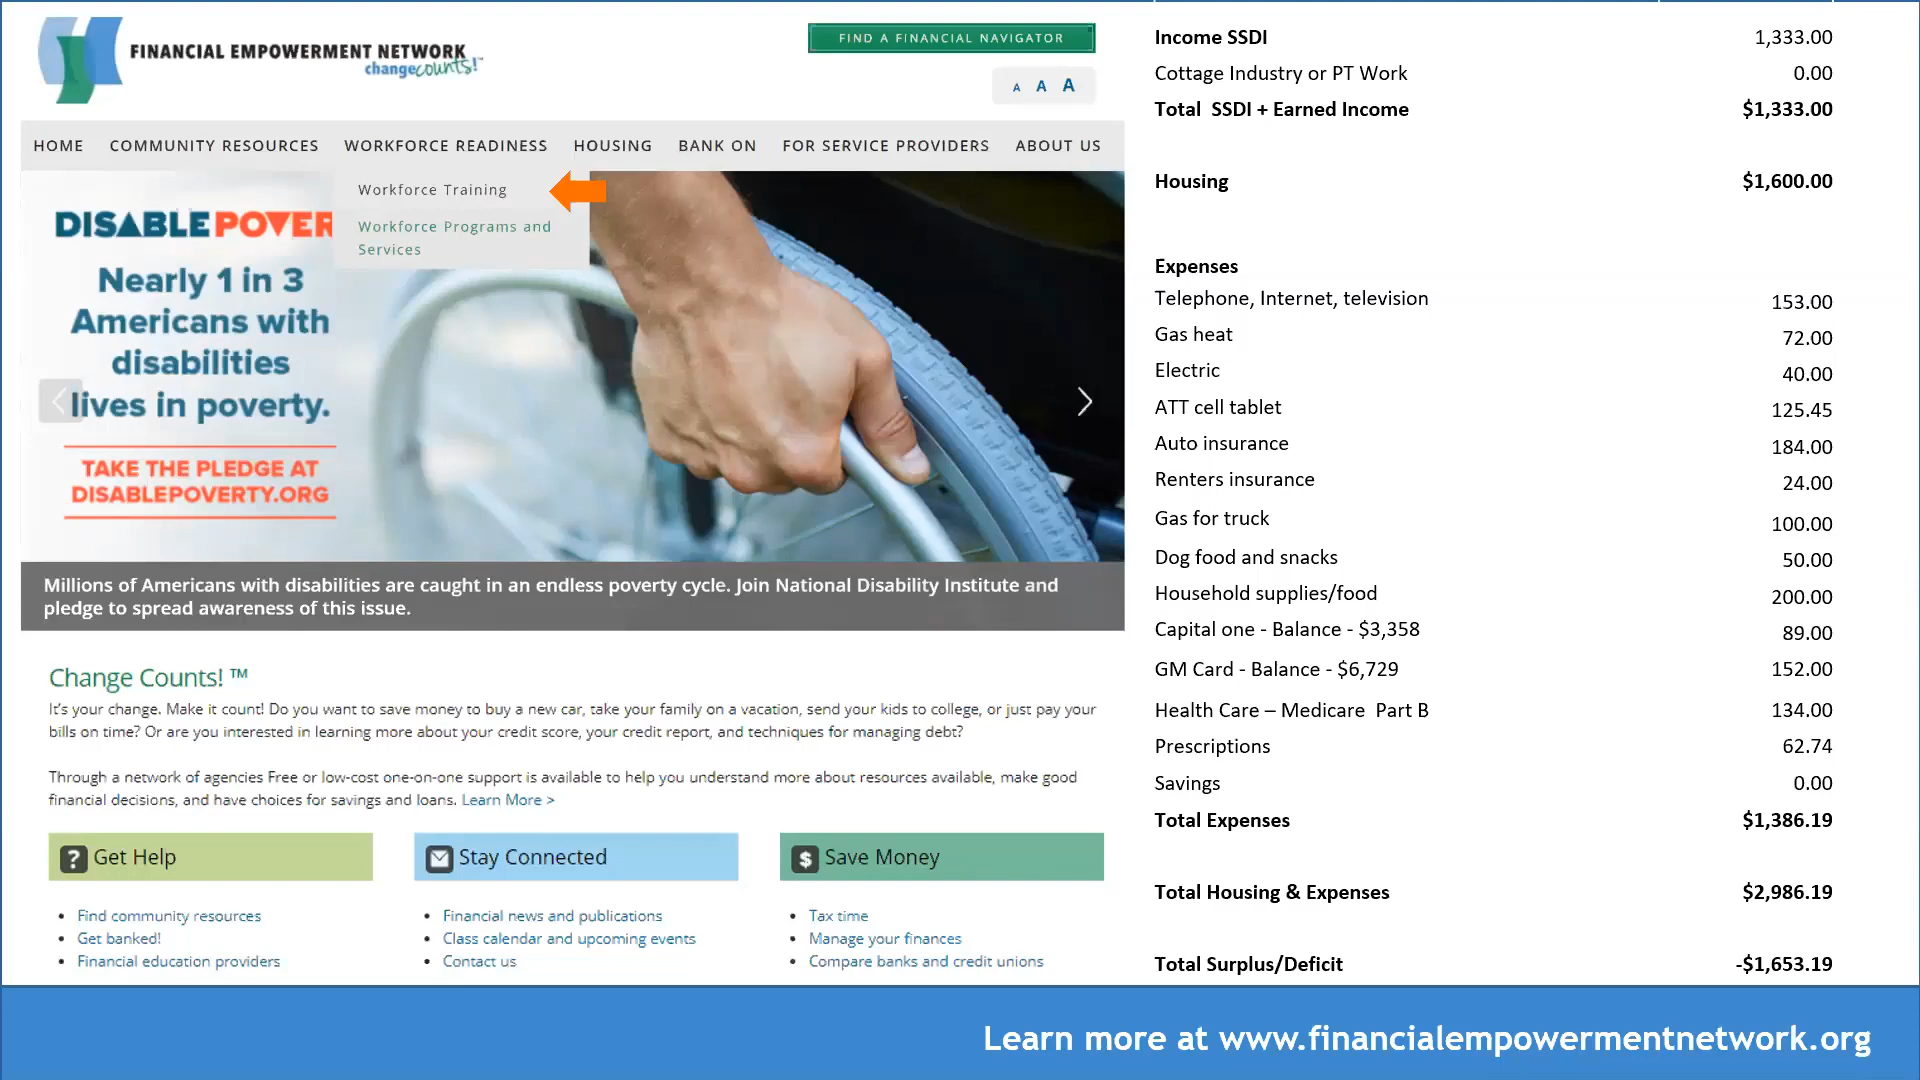 FINANCIAL EMPOWERMENT NETWORK
changecounts!™
FIND A FINANCIAL NAVIGATOR
A A A
HOME COMMUNITY RESOURCES WORKFORCE READINESS HOUSING BANK ON FOR SERVICE PROVIDERS ABOUT US
Workforce Training
Workforce Programs and
Services
DISABLE POVER
Nearly 1 in 3
Americans with
disabilities
lives in poverty.
TAKE THE PLEDGE AT
DISABLEPOVERTY.ORG
Millions of Americans with disabilities are caught in an endless poverty cycle. Join National Disability Institute and
pledge to spread awareness of this issue.
Change Counts! ™
It's your change. Make it count! Do you want to save money to buy a new car, take your family on a vacation, send your kids to college, or just pay your
bills on time? Or are you interested in learning more about your credit score, your credit report, and techniques for managing debt?
Through a network of agencies Free or low-cost one-on-one support is available to help you understand more about resources available, make good
financial decisions, and have choices for savings and loans. Learn More >
? Get Help
Find community resources
Get banked!
Financial education providers
Stay Connected
Financial news and publications
Class calendar and upcoming events
Contact us
$ Save Money
Tax time
Manage your finances
Compare banks and credit unions
Income SSDI 1,333.00
Cottage Industry or PT Work 0.00
Total SSDI + Earned Income $1,333.00
Housing $1,600.00
Expenses
Telephone, Internet, television 153.00
Gas heat 72.00
Electric 40.00
ATT cell tablet 125.45
Auto insurance 184.00
Renters insurance 24.00
Gas for truck 100.00
Dog food and snacks 50.00
Household supplies/food 200.00
Capital one - Balance - $3,358 89.00
GM Card - Balance - $6,729 152.00
Health Care – Medicare Part B 134.00
Prescriptions 62.74
Savings 0.00
Total Expenses $1,386.19
Total Housing & Expenses $2,986.19
Total Surplus/Deficit -$1,653.19
Learn more at www.financialempowermentnetwork.org